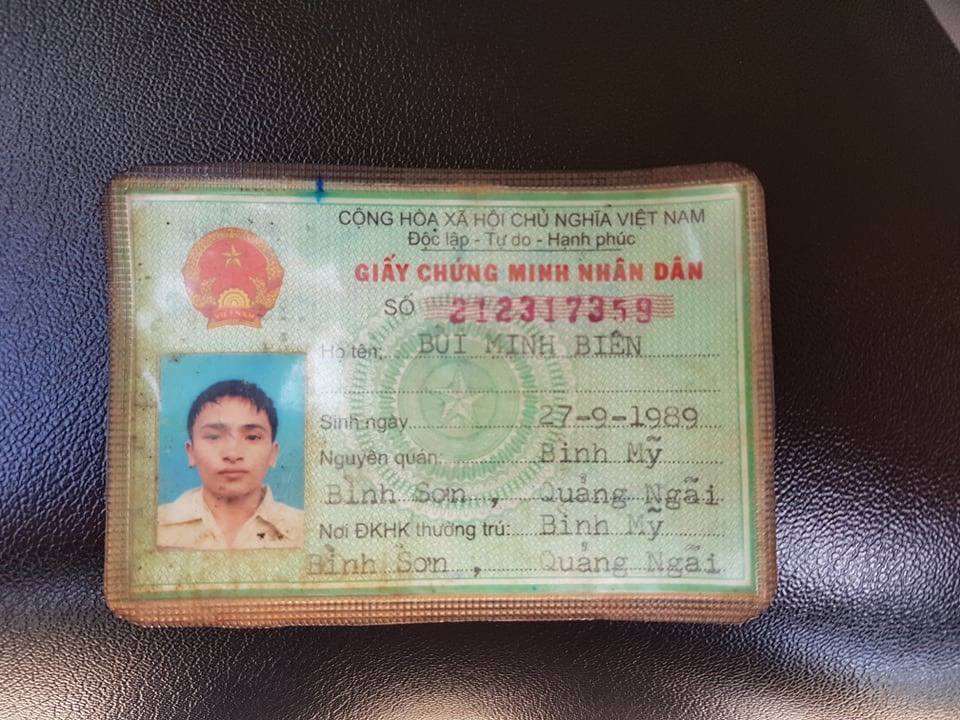 CỘNG HÒA XÃ HỘI CHỦ NGHĨA VIỆT NAM
Độc lập - Tự do - Hạnh phúc
GIẤY CHỨNG MINH NHÂN DÂN
SỐ 212317359
Họ tên: BÙI MINH BIÊN
Sinh ngày 27-9-1989
Nguyên quán: Bình Mỹ
Bình Sơn , Quảng Ngãi
Nơi ĐKHK thường trú: Bình Mỹ
Bình Sơn , Quảng Ngãi
VIETNAM